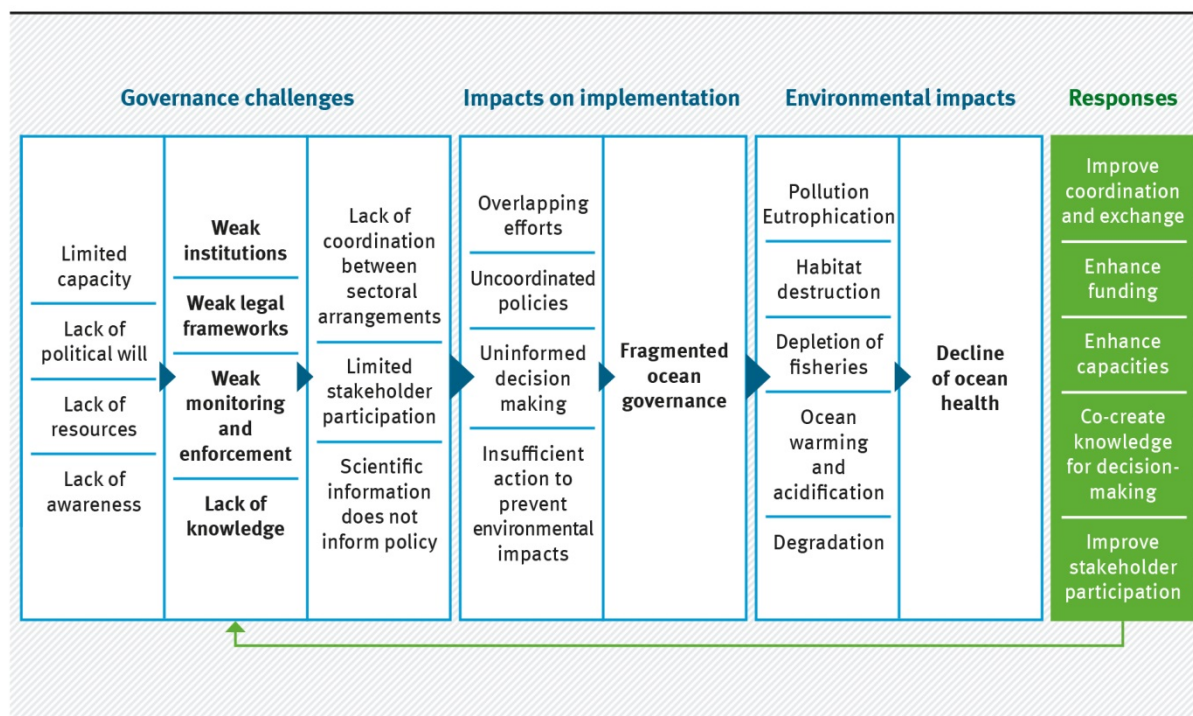 Governance challenges
Impacts on implementation
Environmental impacts
Responses
Limited
capacity
Lack of
political will
Lack of
resources
Lack of
awareness
Weak
institutions
Weak legal
frameworks
Weak
monitoring
and
enforcement
Lack of
knowledge
Lack of
coordination
between
sectoral
arrangements
Limited
stakeholder
participation
Scientific
information
does not
inform policy
Overlapping
efforts
Uncoordinated
policies
Uninformed
decision
making
Insufficient
action to
prevent
environmental
impacts
Fragmented
ocean
governance
Pollution
Eutrophication
Habitat
destruction
Depletion of
fisheries
Ocean
warming
and
acidification
Degradation
Decline
of ocean
health
Improve
coordination
and exchange
Enhance
funding
Enhance
capacities
Co-create
knowledge
for decision-
making
Improve
stakeholder
participation